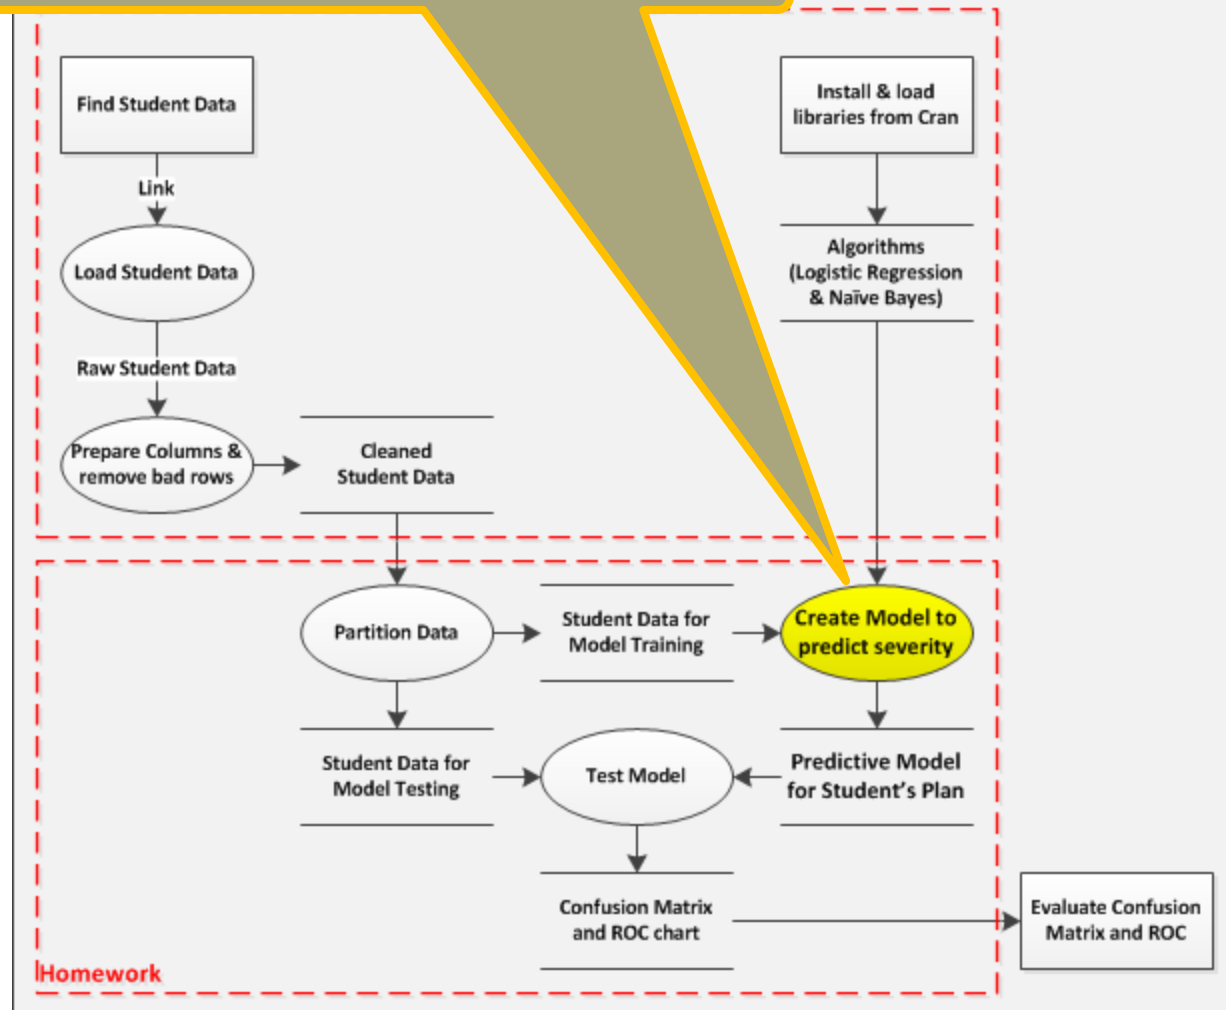 Find Student Data
Install & load
libraries from Cran
Link
Load Student Data
Algorithms
(Logistic Regression
& Naïve Bayes)
Raw Student Data
Prepare Columns &
remove bad rows
Cleaned
Student Data
Partition Data
Student Data for
Model Training
Create Model to
predict severity
Student Data for
Model Testing
Test Model
Predictive Model
for Student’s Plan
Confusion Matrix
and ROC chart
Evaluate Confusion
Matrix and ROC
Homework